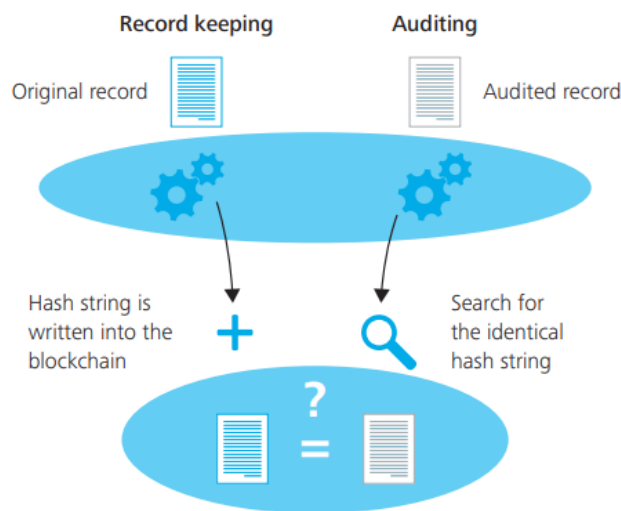 Record keeping
Auditing
Original record
Audited record
Hash string is
written into the
blockchain
Search for
the identical
hash string
?
=